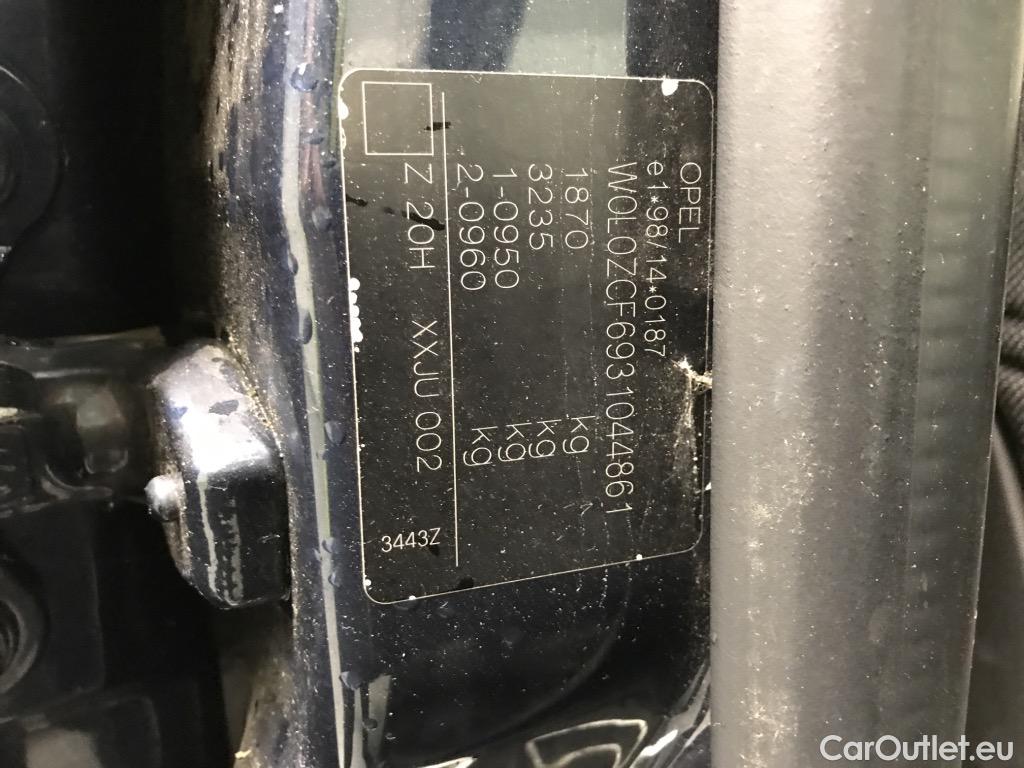 OPEL
e1*98/14*0187
W0L0ZCF6931044861
1870 kg
3235 kg
1-0950 kg
2-0960 kg
Z 20H XXJU 002
3443Z
CarOutlet.eu